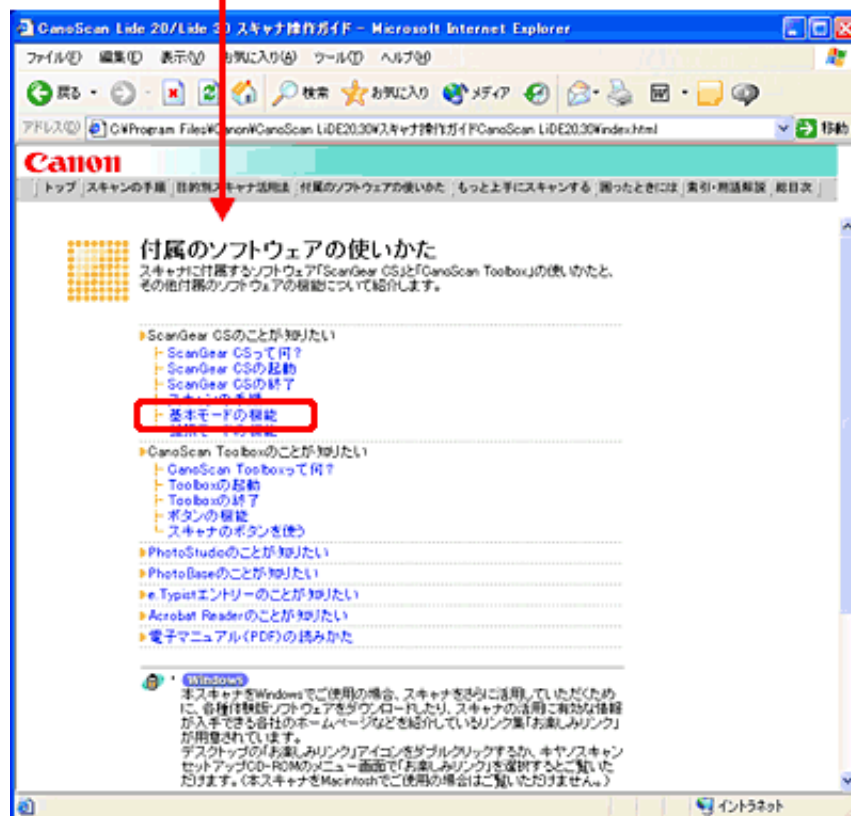 CanoScan Lide 20/Lide 30 スキャナ操作ガイド - Microsoft Internet Explorer
ファイル(F) 編集(E) 表示(V) お気に入り(A) ツール(T) ヘルプ(H)
戻る 検索 お気に入り メディア
アドレス(D) C:¥Program Files¥Canon¥CanoScan LiDE20,30¥スキャナ操作ガイドCanoScan LiDE20,30¥index.html 移動
Canon
トップ スキャンの手順 目的別スキャナ活用法 付属のソフトウェアの使いかた もっと上手にスキャンする 困ったときには 索引・用語解説 総目次
付属のソフトウェアの使いかた
スキャナに付属するソフトウェア「ScanGear CS」と「CanoScan Toolbox」の使いかたと、
その他付属のソフトウェアの機能について紹介します。
ScanGear CSのことが知りたい
ScanGear CSって何?
ScanGear CSの起動
ScanGear CSの終了
スキャンの手順
基本モードの機能
拡張モードの機能
CanoScan Toolboxのことが知りたい
CanoScan Toolboxって何?
Toolboxの起動
Toolboxの終了
ボタンの機能
スキャナのボタンを使う
PhotoStudioのことが知りたい
PhotoBaseのことが知りたい
e.Typistエントリーのことが知りたい
Acrobat Readerのことが知りたい
電子マニュアル(PDF)の読みかた
・ Windows
本スキャナをWindowsでご使用の場合、スキャナをさらに活用していただくため
に、各種体験版ソフトウェアをダウンロードしたり、スキャナの活用に有効な情報
が入手できる各社のホームページなどを紹介しているリンク集「お楽しみリンク」
が用意されています。
デスクトップの「お楽しみリンク」アイコンをダブルクリックするか、キヤノスキャン
セットアップCD-ROMのメニュー画面で「お楽しみリンク」を選択するとご覧いた
だけます。(本スキャナをMacintoshでご使用の場合はご覧いただけません。)
イントラネット